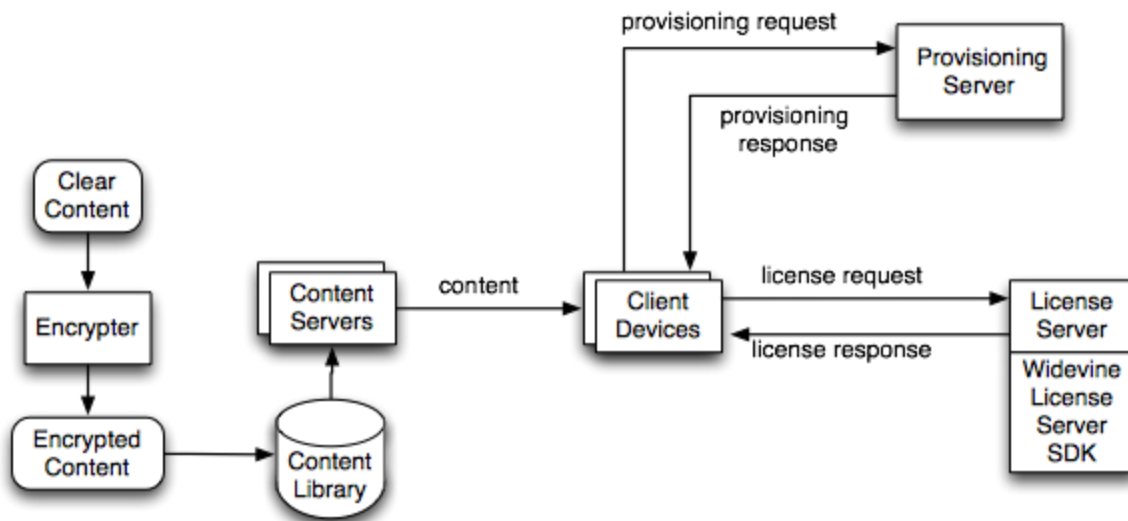 provisioning request
Provisioning
Server
provisioning
response
Clear
Content
Encrypter
Encrypted
Content
Content
Library
Content
Servers
content
Client
Devices
license request
license response
License
Server
Widevine
License
Server
SDK